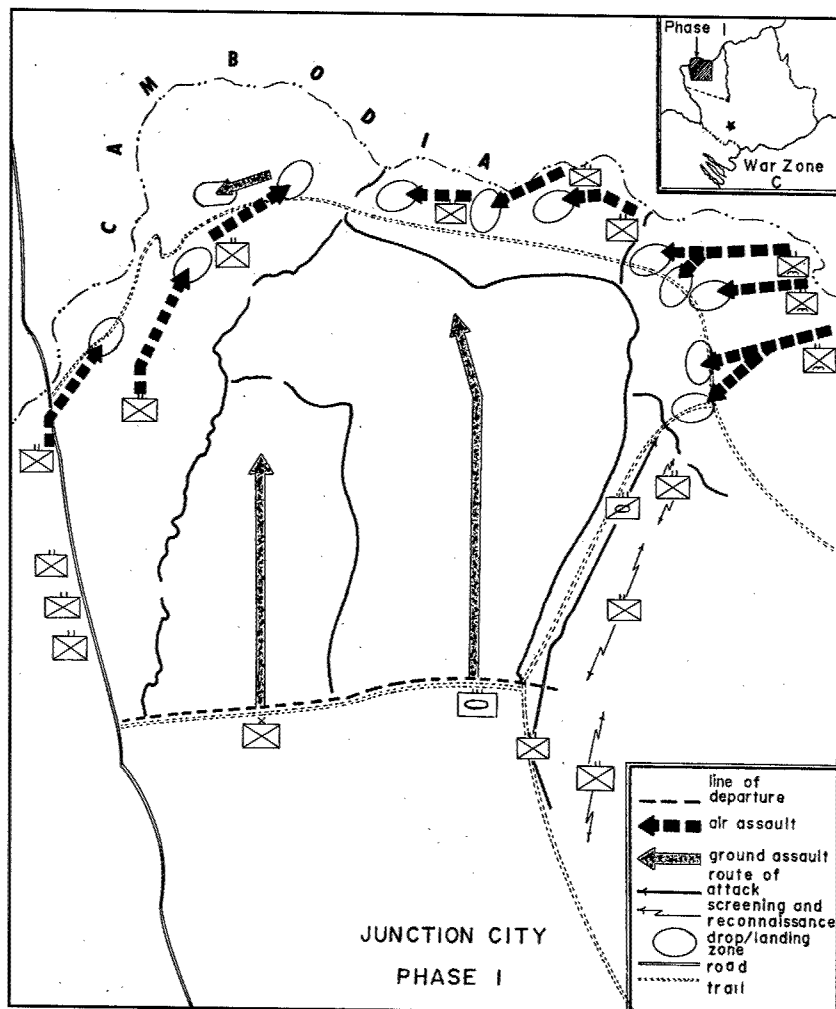 CAMBODIA
Phase I
War Zone
C
JUNCTION CITY
PHASE I
line of
departure
air assault
ground assault
route of
attack
screening and
reconnaissance
drop/landing
zone
road
trail